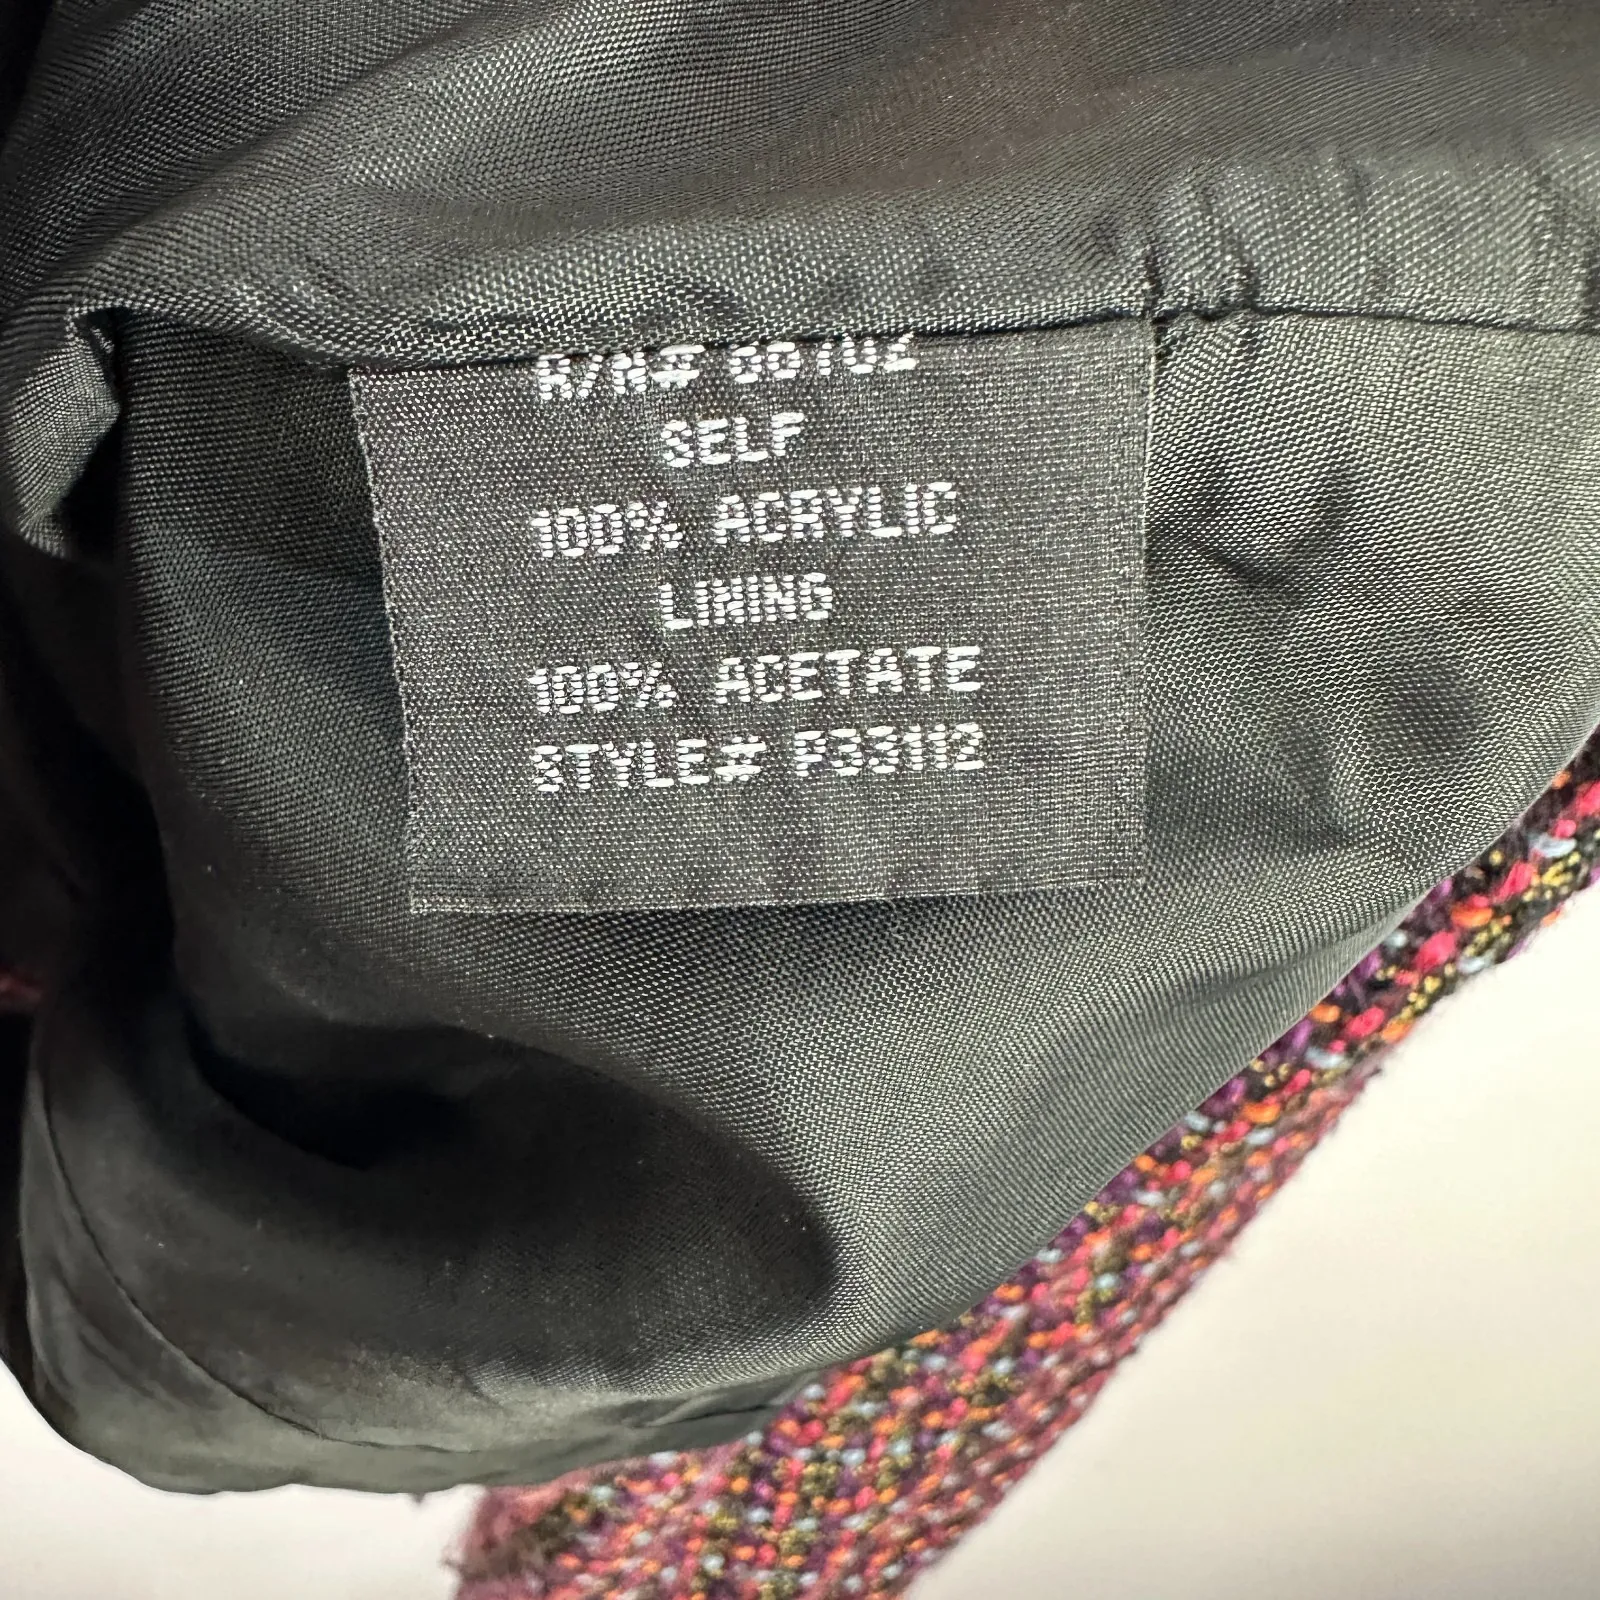 R/N#
SELF
100% ACRYLIC
LINING
100% ACETATE
STYLE# P33112